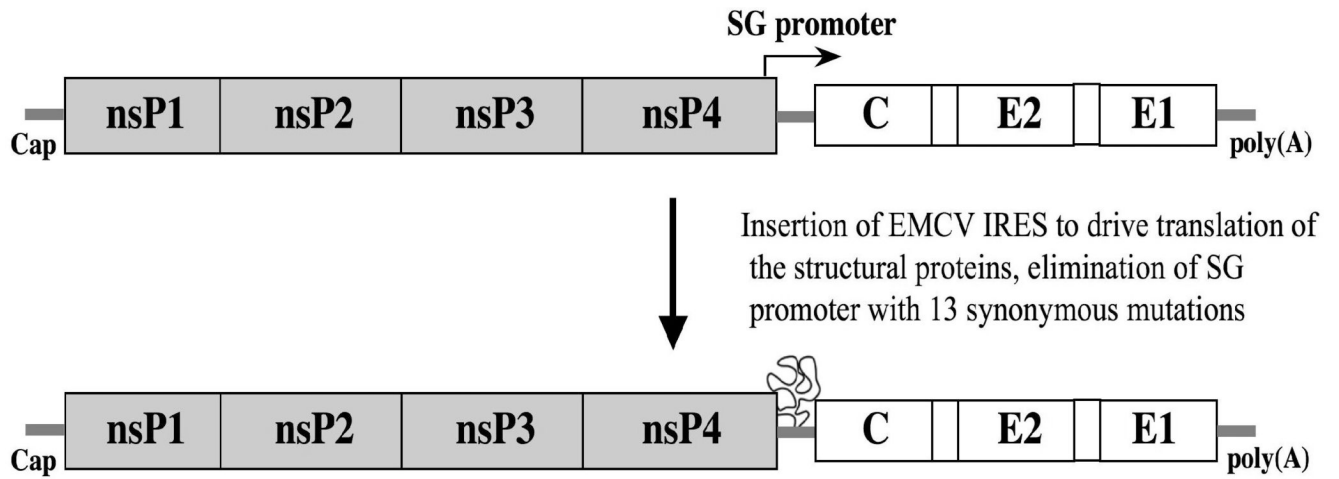 SG promoter
nsP1 nsP2 nsP3 nsP4 C E2 E1
Cap poly(A)
Insertion of EMCV IRES to drive translation of
the structural proteins, elimination of SG
promoter with 13 synonymous mutations
nsP1 nsP2 nsP3 nsP4 C E2 E1
Cap poly(A)